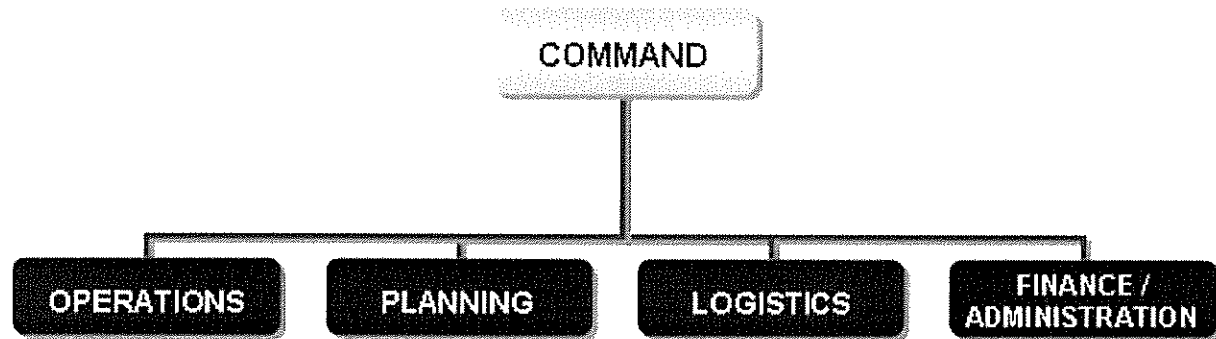 COMMAND
OPERATIONS
PLANNING
LOGISTICS
FINANCE /
ADMINISTRATION